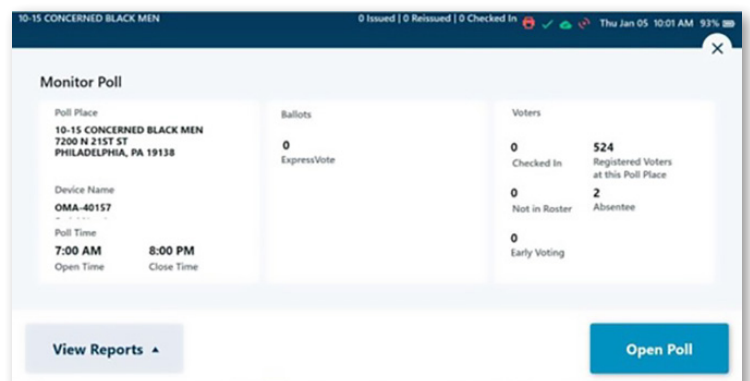 10-15 CONCERNED BLACK MEN 0 Issued | 0 Reissued | 0 Checked In Thu Jan 05 10:01 AM 93%
Monitor Poll
Poll Place
10-15 CONCERNED BLACK MEN
7200 N 21ST ST
PHILADELPHIA, PA 19138
Device Name
OMA-40157
Poll Time
7:00 AM 8:00 PM
Open Time Close Time
Ballots
0
ExpressVote
Voters
0 524
Checked In Registered Voters
at this Poll Place
0 2
Not in Roster Absentee
0
Early Voting
View Reports ▲ Open Poll